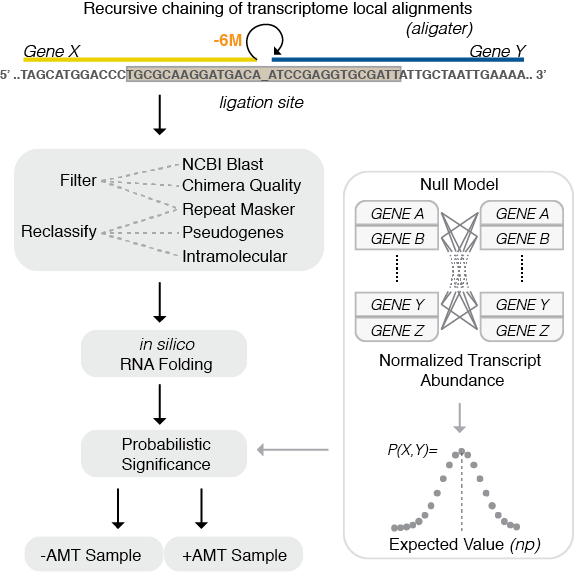 Recursive chaining of transcriptome local alignments
(aligater)
-6M
Gene X
Gene Y
5' ..TAGCATGGACCCTGCGCAAGGATGACA_ATCCGAGGTGCGATTATTGCTAATTGAAAA.. 3'
ligation site
Filter
Reclassify
NCBI Blast
Chimera Quality
Repeat Masker
Pseudogenes
Intramolecular
in silico
RNA Folding
Probabilistic
Significance
-AMT Sample
+AMT Sample
Null Model
GENE A
GENE A
GENE B
GENE B
GENE Y
GENE Y
GENE Z
GENE Z
Normalized Transcript
Abundance
P(X,Y)=
Expected Value (np)